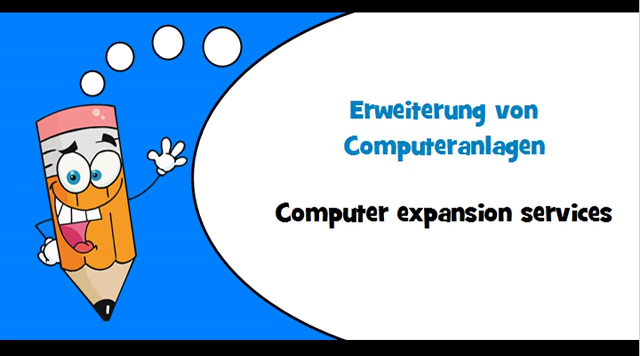 Erweiterung von
Computeranlagen
Computer expansion services